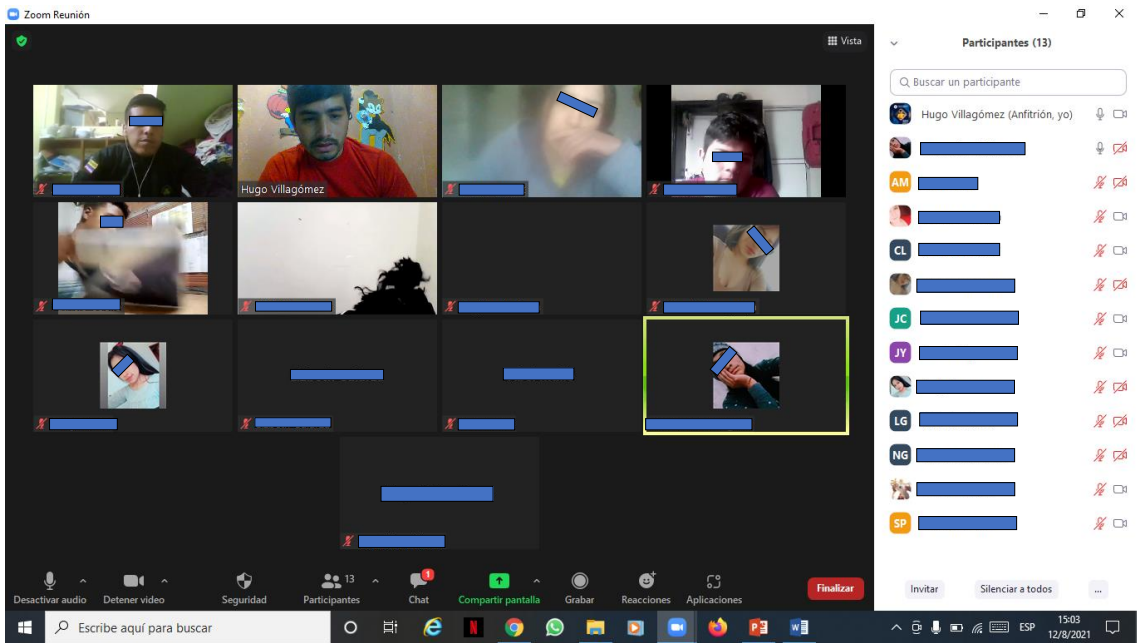 Zoom Reunión
Vista
Hugo Villagómez
Desactivar audio
Detener video
Seguridad
13
Participantes
1
Chat
Compartir pantalla
Grabar
Reacciones
Aplicaciones
Finalizar
Participantes (13)
Buscar un participante
Hugo Villagómez (Anfitrión, yo)
AM
CL
JC
JY
LG
NG
SP
Invitar
Silenciar a todos
...
Escribe aquí para buscar
ESP
15:03
12/8/2021